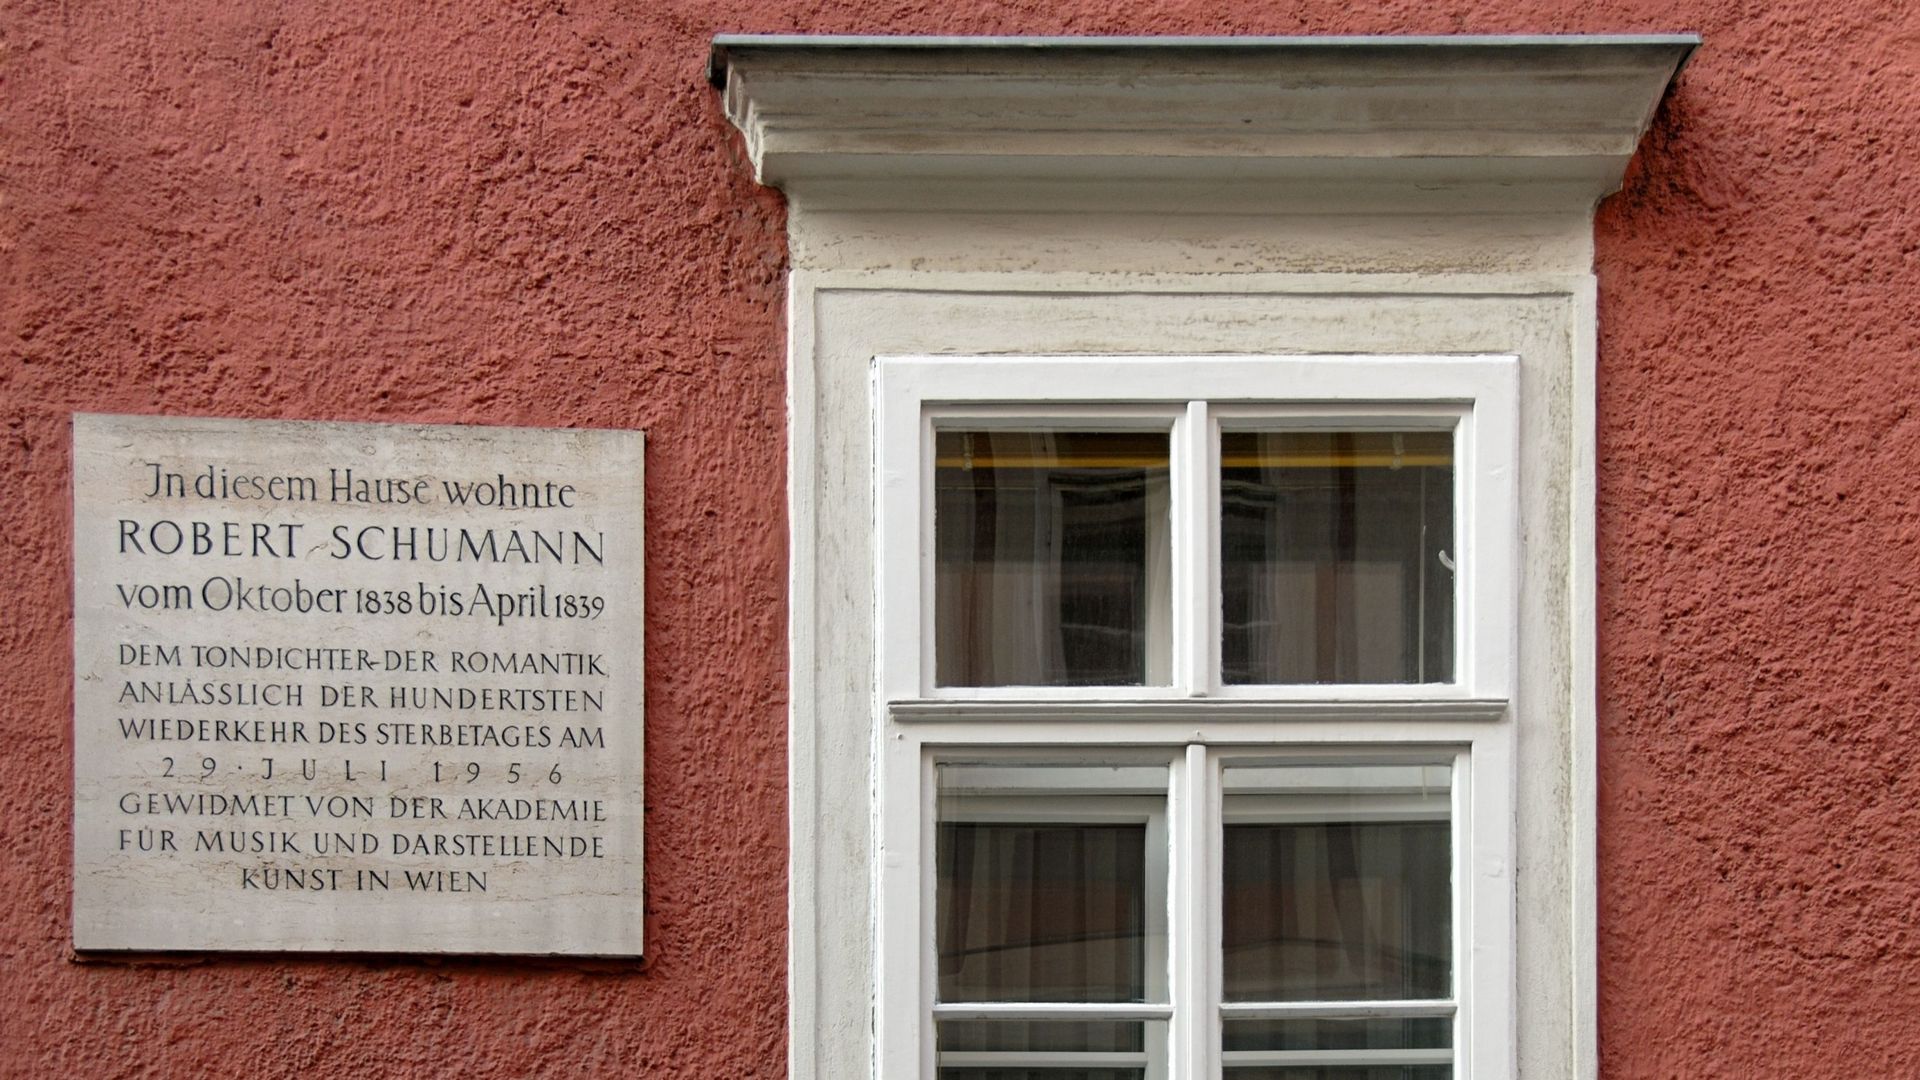 In diesem Hause wohnte
ROBERT SCHUMANN
vom Oktober 1838 bis April 1839
DEM TONDICHTER DER ROMANTIK
ANLÄSSLICH DER HUNDERTSTEN
WIEDERKEHR DES STERBETAGES AM
29. JULI 1956
GEWIDMET VON DER AKADEMIE
FÜR MUSIK UND DARSTELLENDE
KUNST IN WIEN